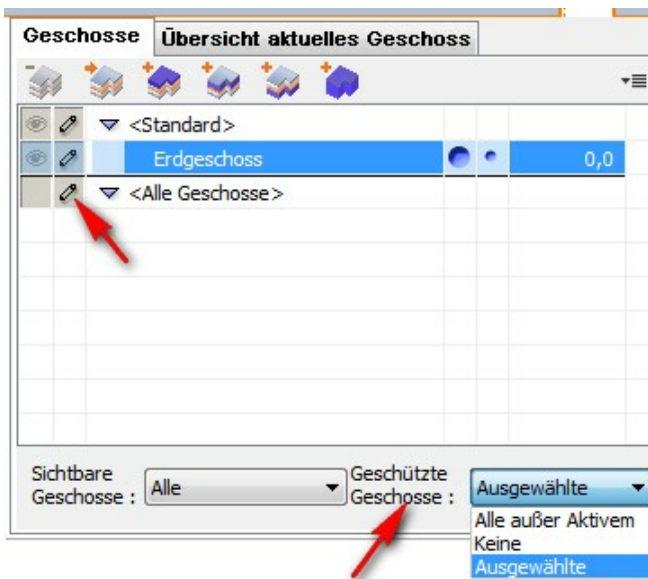 Geschosse Übersicht aktuelles Geschoss
<Standard>
Erdgeschoss 0,0
<Alle Geschosse>
Sichtbare Geschosse : Alle Geschützte Geschosse : Ausgewählte
Alle außer Aktivem
Keine
Ausgewählte